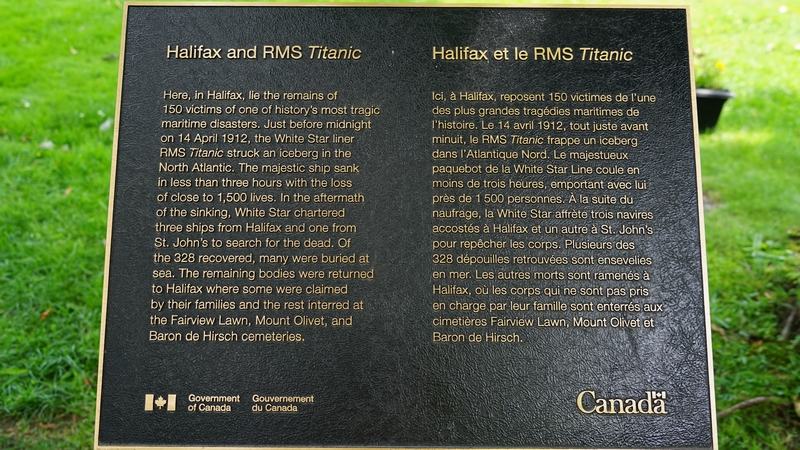 Halifax and RMS Titanic
Here, in Halifax, lie the remains of
150 victims of one of history's most tragic
maritime disasters. Just before midnight
on 14 April 1912, the White Star liner
RMS Titanic struck an iceberg in the
North Atlantic. The majestic ship sank
in less than three hours with the loss
of close to 1,500 lives. In the aftermath
of the sinking, White Star chartered
three ships from Halifax and one from
St. John's to search for the dead. Of
the 328 recovered, many were buried at
sea. The remaining bodies were returned
to Halifax where some were claimed
by their families and the rest interred at
the Fairview Lawn, Mount Olivet, and
Baron de Hirsch cemeteries.
Halifax et le RMS Titanic
Ici, à Halifax, reposent 150 victimes de l'une
des plus grandes tragédies maritimes de
l'histoire. Le 14 avril 1912, tout juste avant
minuit, le RMS Titanic frappe un iceberg
dans l'Atlantique Nord. Le majestueux
paquebot de la White Star Line coule en
moins de trois heures, emportant avec lui
près de 1 500 personnes. À la suite du
naufrage, la White Star affrète trois navires
accostés à Halifax et un autre à St. John's
pour repêcher les corps. Plusieurs des
328 dépouilles retrouvées sont ensevelies
en mer. Les autres morts sont ramenés à
Halifax, où les corps qui ne sont pas pris
en charge par leur famille sont enterrés aux
cimetières Fairview Lawn, Mount Olivet et
Baron de Hirsch.
Government
of Canada
Gouvernement
du Canada
Canada